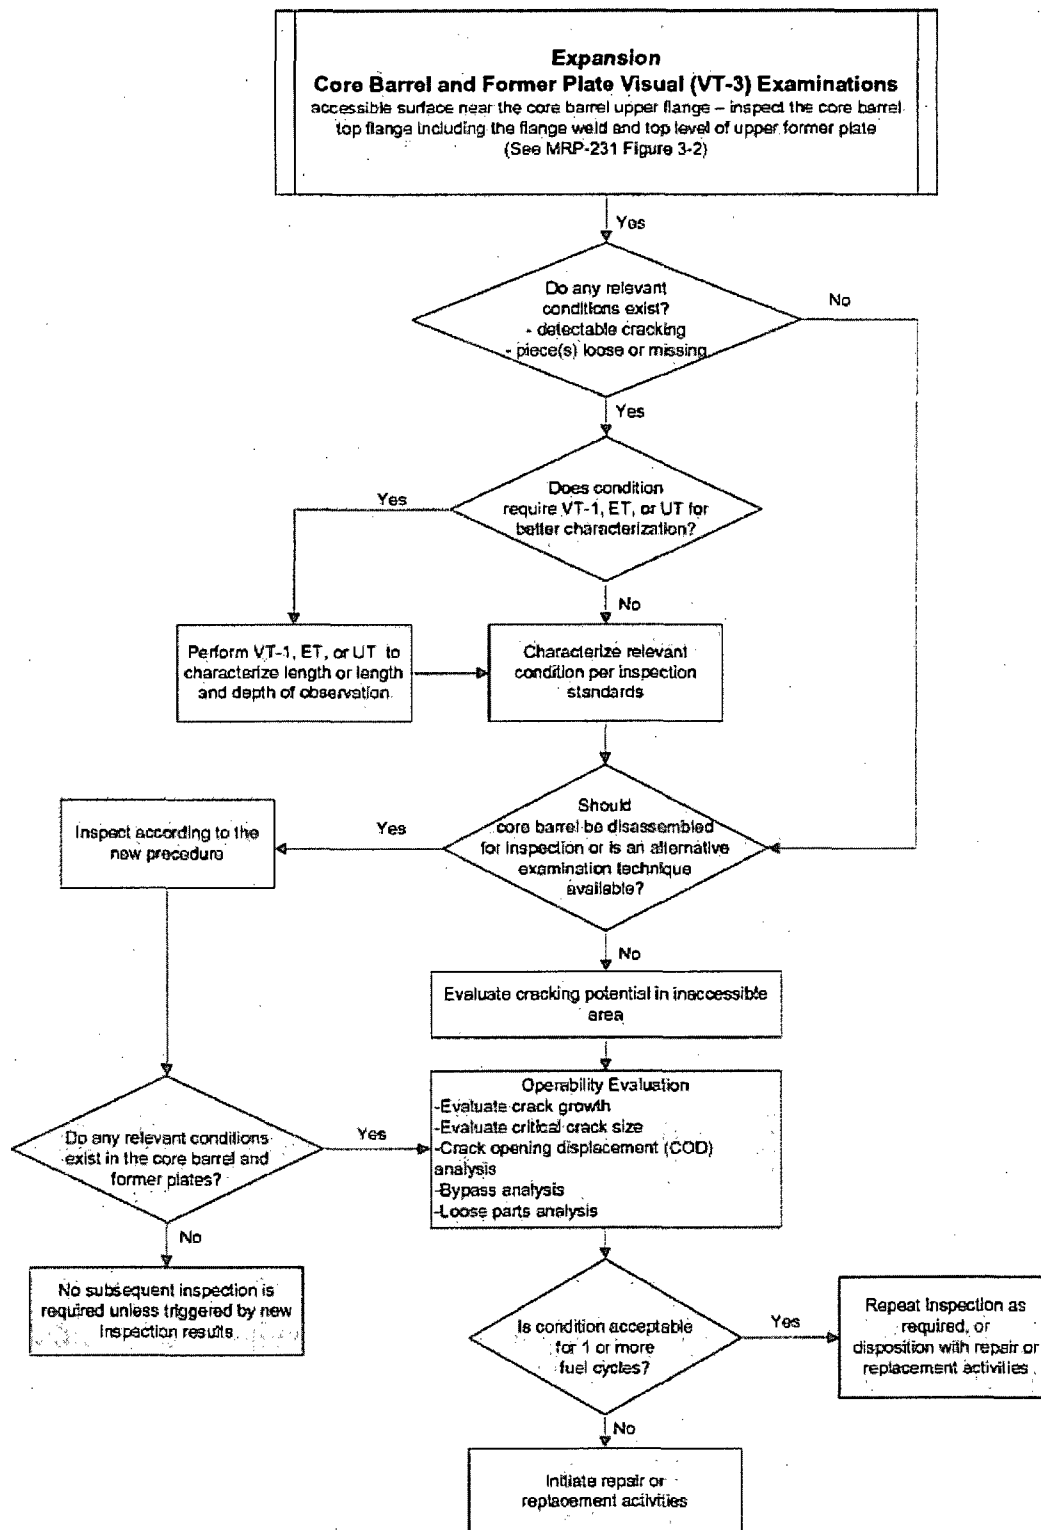 Expansion
Core Barrel and Former Plate Visual (VT-3) Examinations
accessible surface near the core barrel upper flange – inspect the core barrel
top flange including the flange weld and top level of upper former plate
(See MRP-231 Figure 3-2)
Yes
Do any relevant
conditions exist?
- detectable cracking
- piece(s) loose or missing
No
Yes
Does condition
require VT-1, ET, or UT for
better characterization?
Yes
No
Perform VT-1, ET, or UT to
characterize length or length
and depth of observation
Characterize relevant
condition per inspection
standards
Should
core barrel be disassembled
for inspection or is an alternative
examination technique
available?
Yes
Inspect according to the
new procedure
No
Evaluate cracking potential in inaccessible
area
Operability Evaluation
-Evaluate crack growth
-Evaluate critical crack size
-Crack opening displacement (COD)
analysis
-Bypass analysis
-Loose parts analysis
Do any relevant conditions
exist in the core barrel and
former plates?
Yes
No
No subsequent inspection is
required unless triggered by new
inspection results
Is condition acceptable
for 1 or more
fuel cycles?
Yes
Repeat Inspection as
required, or
disposition with repair or
replacement activities
No
Initiate repair or
replacement activities